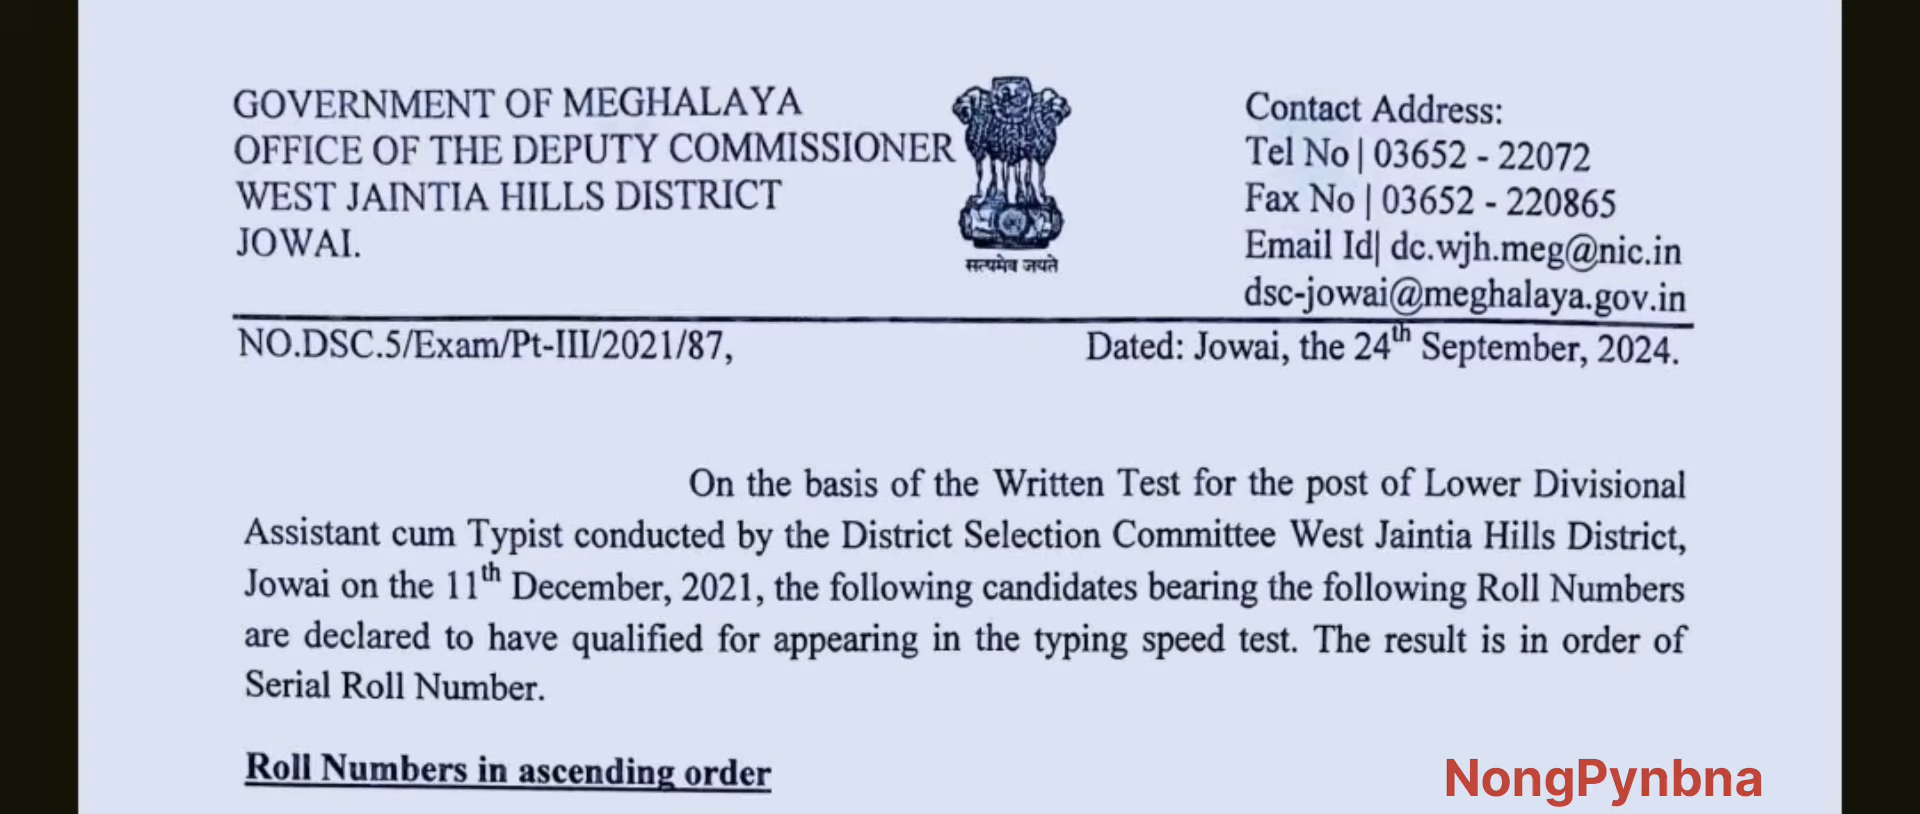 GOVERNMENT OF MEGHALAYA
OFFICE OF THE DEPUTY COMMISSIONER
WEST JAINTIA HILLS DISTRICT
JOWAI.
सत्यमेव जयते
Contact Address:
Tel No | 03652 - 22072
Fax No | 03652 - 220865
Email Id| dc.wjh.meg@nic.in
dsc-jowai@meghalaya.gov.in
NO.DSC.5/Exam/Pt-III/2021/87,
Dated: Jowai, the 24th September, 2024.
On the basis of the Written Test for the post of Lower Divisional
Assistant cum Typist conducted by the District Selection Committee West Jaintia Hills District,
Jowai on the 11th December, 2021, the following candidates bearing the following Roll Numbers
are declared to have qualified for appearing in the typing speed test. The result is in order of
Serial Roll Number.
Roll Numbers in ascending order
NongPynbna